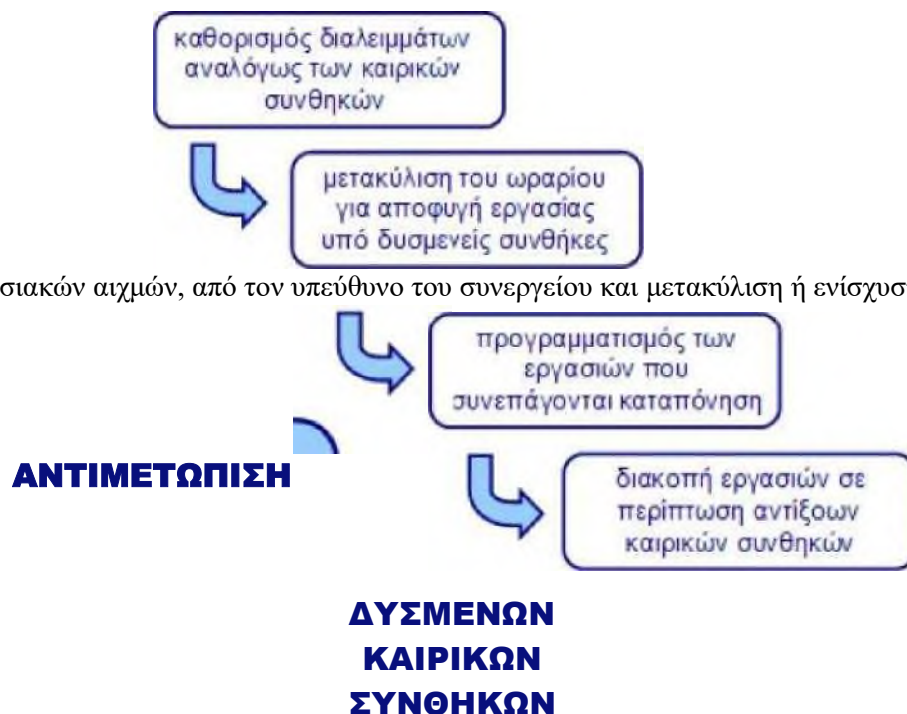 καθορισμός διαλειμμάτων
αναλόγως των καιρικών
συνθηκών
μετακύλιση του ωραρίου
για αποφυγή εργασίας
υπό δυσμενείς συνθήκες
σιακών αιχμών, από τον υπεύθυνο του συνεργείου και μετακύλιση ή ενίσχυσ
προγραμματισμός των
εργασιών που
συνεπάγονται καταπόνηση
ΑΝΤΙΜΕΤΩΠΙΣΗ
διακοπή εργασιών σε
περίπτωση αντίξοων
καιρικών συνθηκών
ΔΥΣΜΕΝΩΝ
ΚΑΙΡΙΚΩΝ
ΣΥΝΘΗΚΩΝ